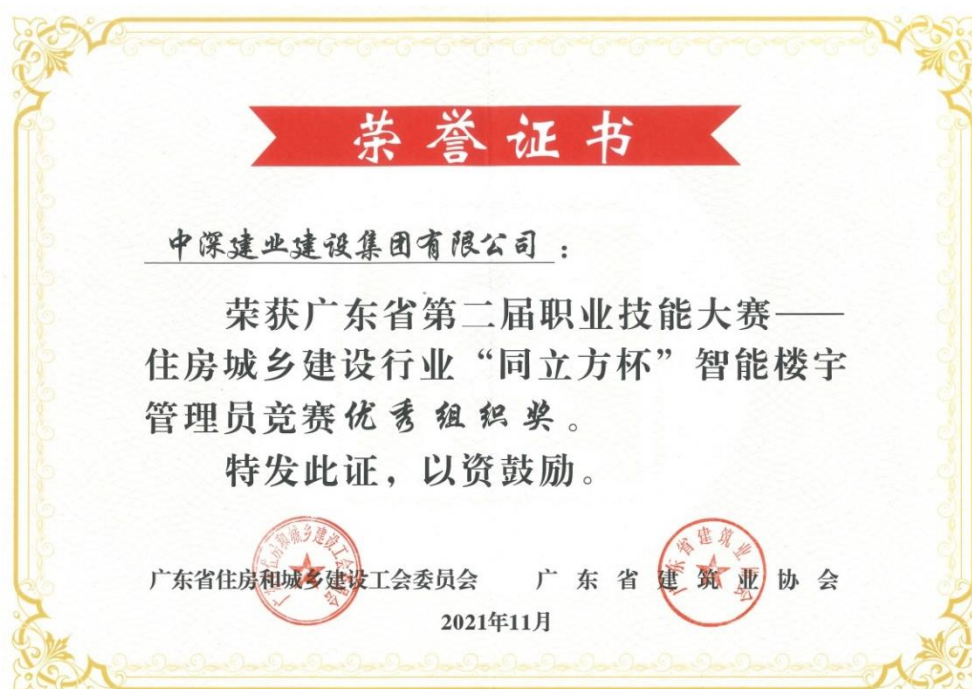 荣誉证书
中深建业建设集团有限公司：
荣获广东省第二届职业技能大赛——
住房城乡建设行业“同立方杯”智能楼宇
管理员竞赛优秀组织奖。
特发此证，以资鼓励。
广东省住房和城乡建设工会委员会 广东省建筑业协会
2021年11月